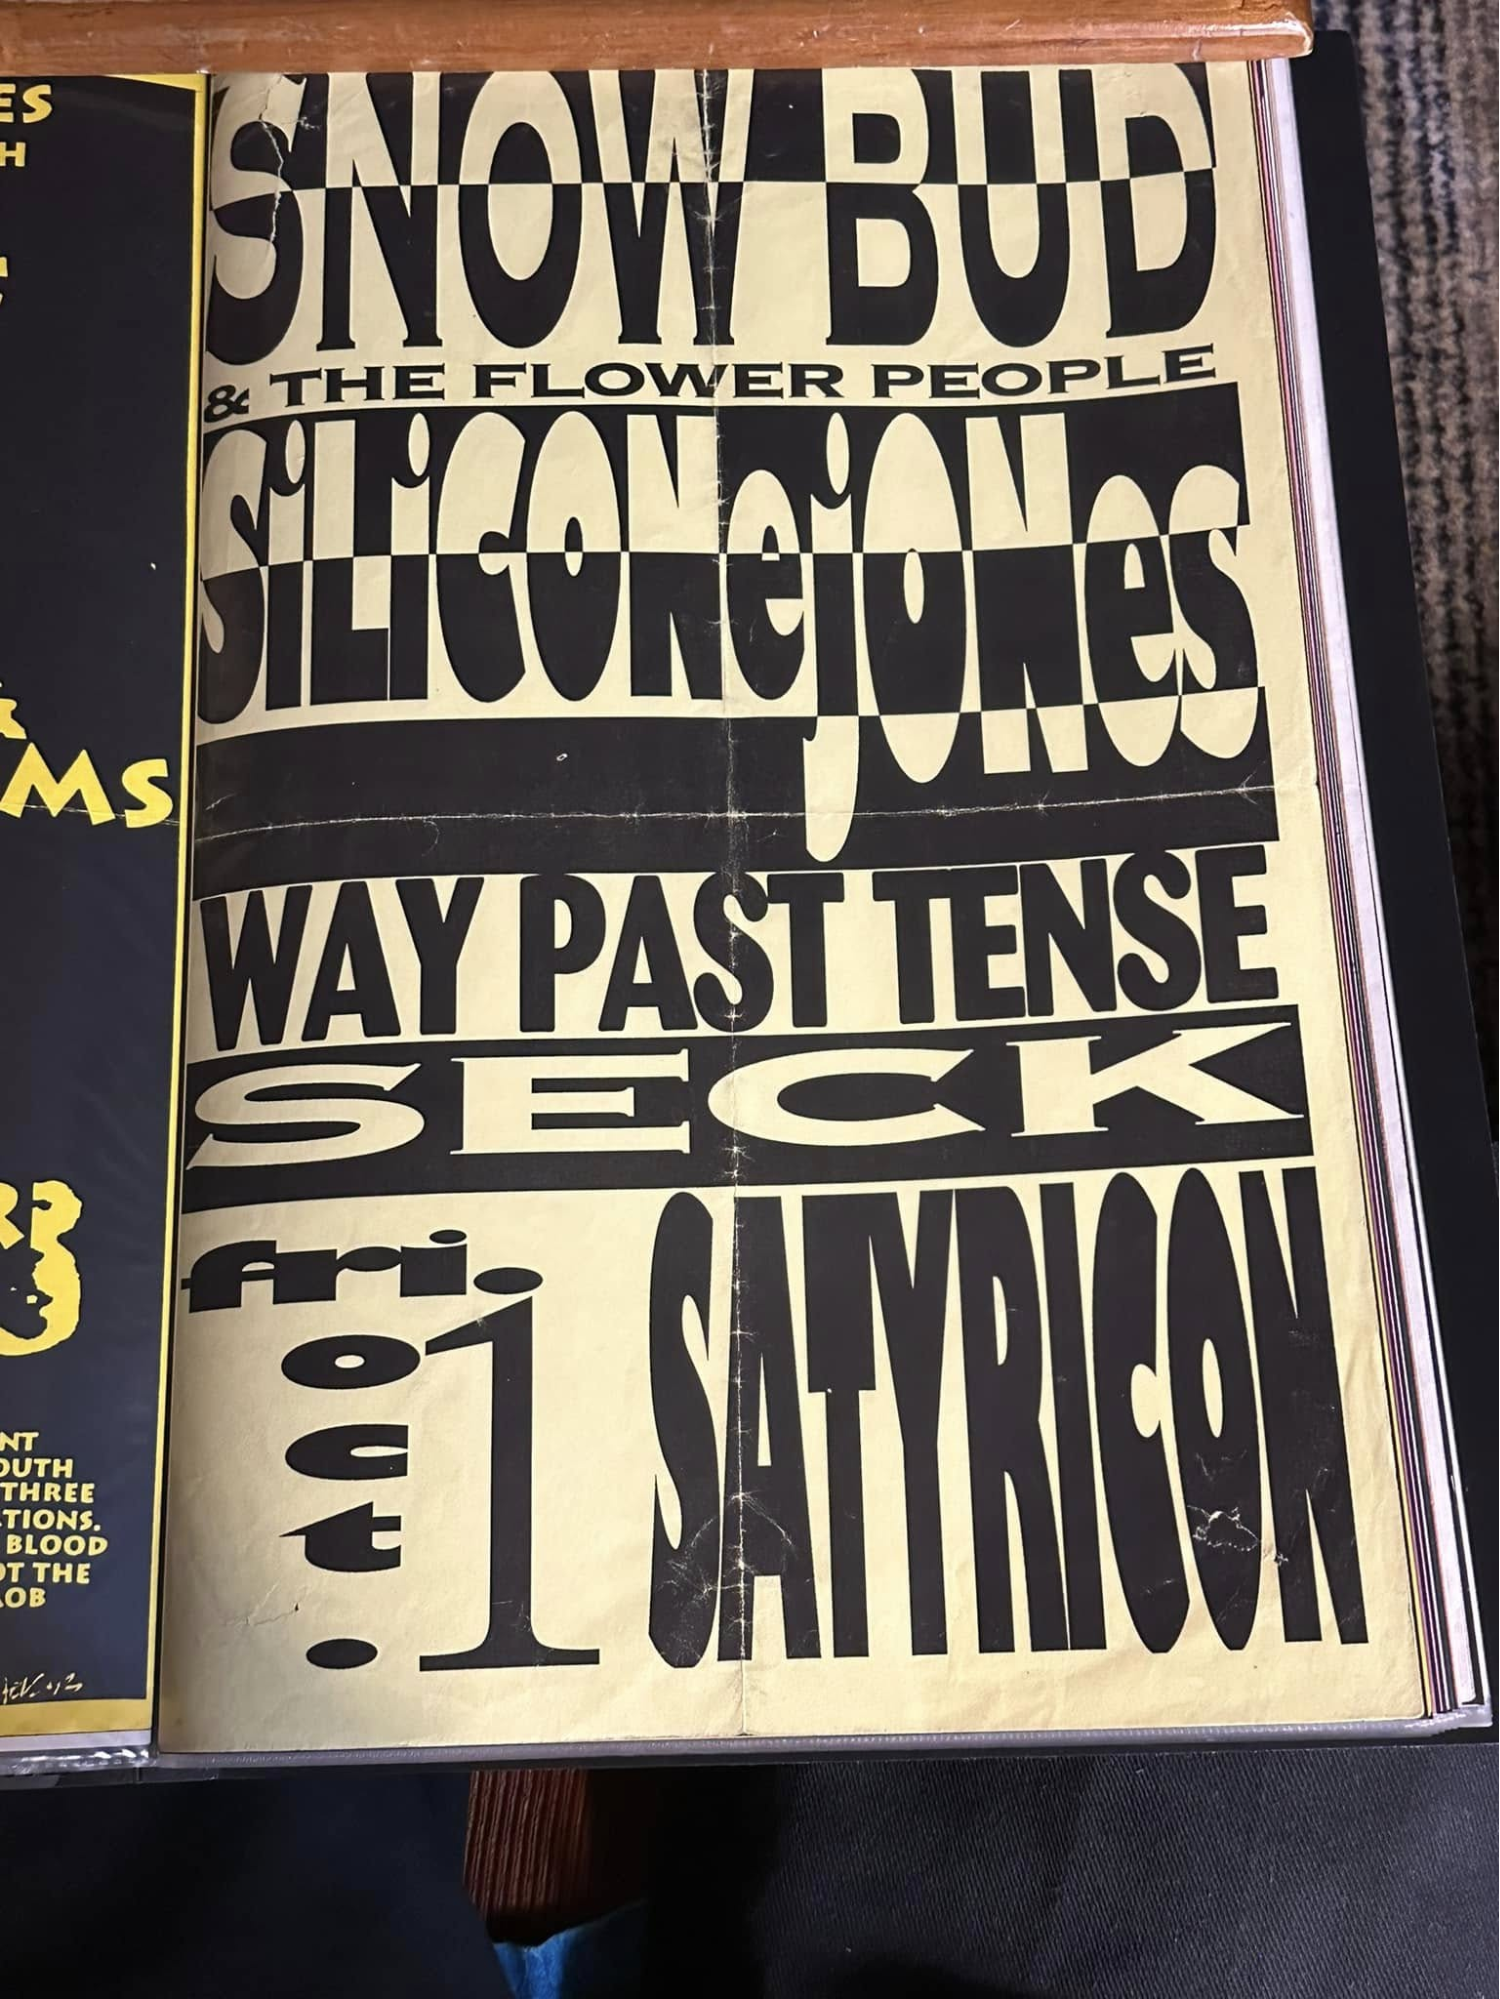 ES
H
&
MS
NT
OUTH
THREE
TIONS.
BLOOD
OT THE
OB
SNOW BUD
& THE FLOWER PEOPLE
SiLiCONejONes
WAY PAST TENSE
SECK
fri.
oct. 1
SATYRICON